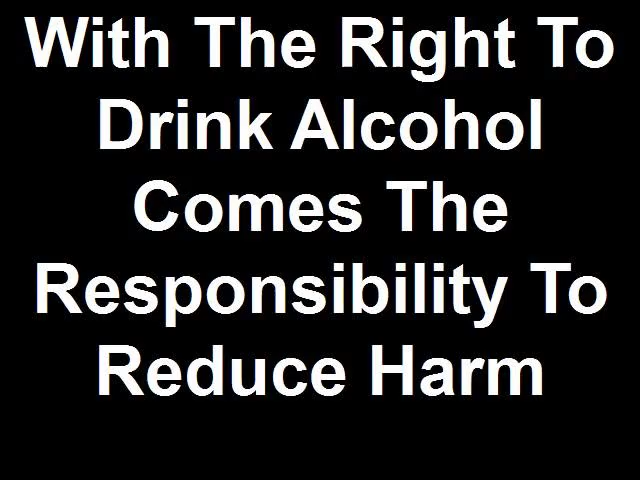 With The Right To
Drink Alcohol
Comes The
Responsibility To
Reduce Harm